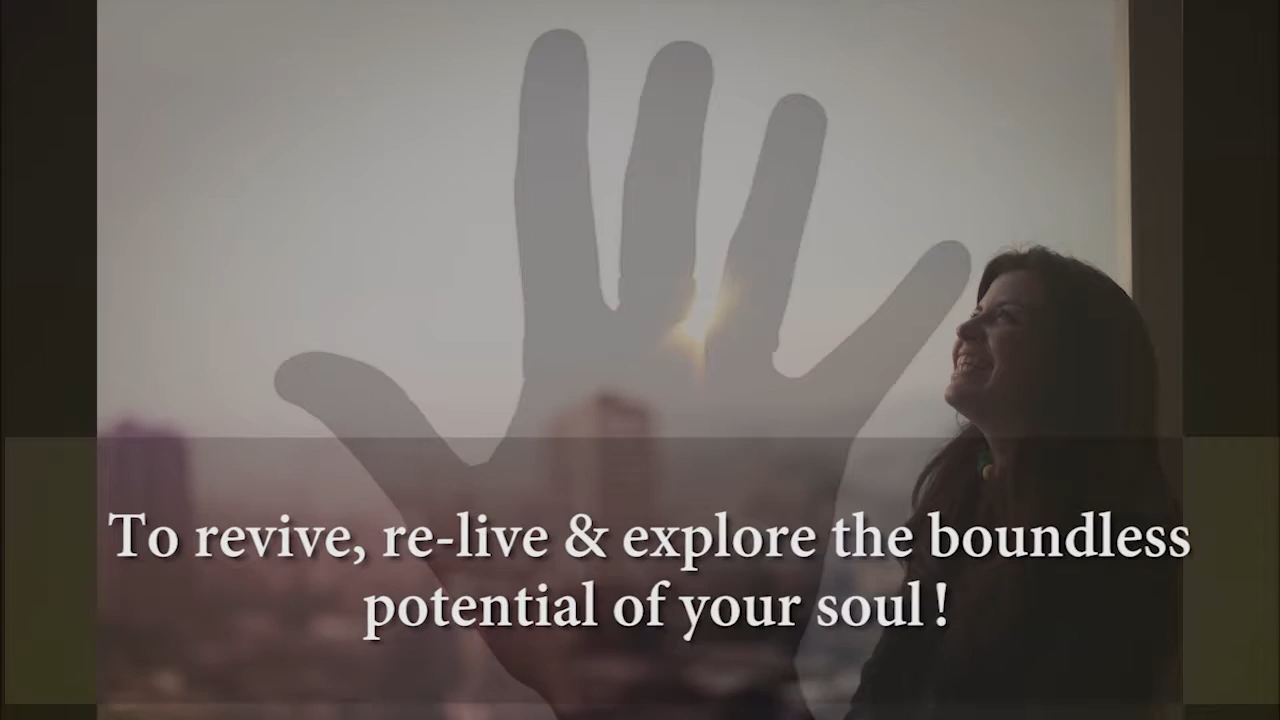 To revive, re-live & explore the boundless
potential of your soul!